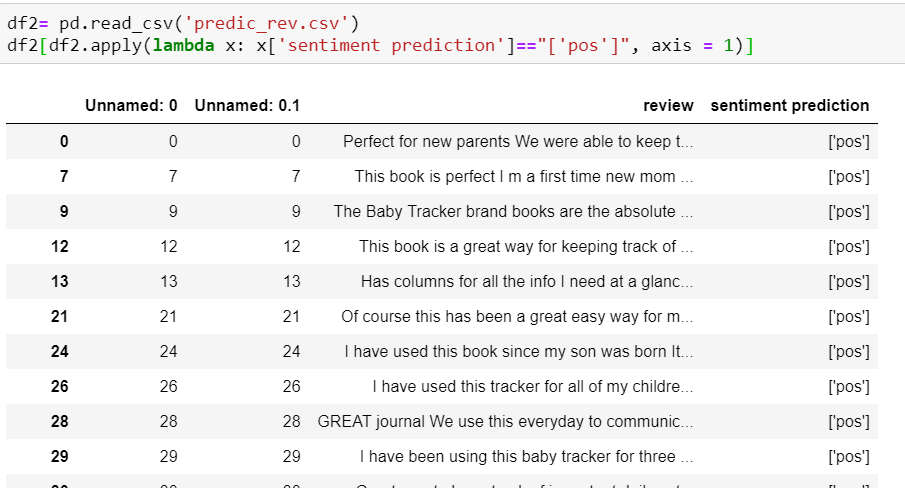 df2= pd.read_csv('predic_rev.csv')
df2[df2.apply(lambda x: x['sentiment prediction']=="['pos']", axis = 1)]
Unnamed: 0 Unnamed: 0.1 review sentiment prediction
0 0 0 Perfect for new parents We were able to keep t... ['pos']
7 7 7 This book is perfect I m a first time new mom ... ['pos']
9 9 9 The Baby Tracker brand books are the absolute ... ['pos']
12 12 12 This book is a great way for keeping track of ... ['pos']
13 13 13 Has columns for all the info I need at a glanc... ['pos']
21 21 21 Of course this has been a great easy way for m... ['pos']
24 24 24 I have used this book since my son was born It... ['pos']
26 26 26 I have used this tracker for all of my childre... ['pos']
28 28 28 GREAT journal We use this everyday to communic... ['pos']
29 29 29 I have been using this baby tracker for three ... ['pos']